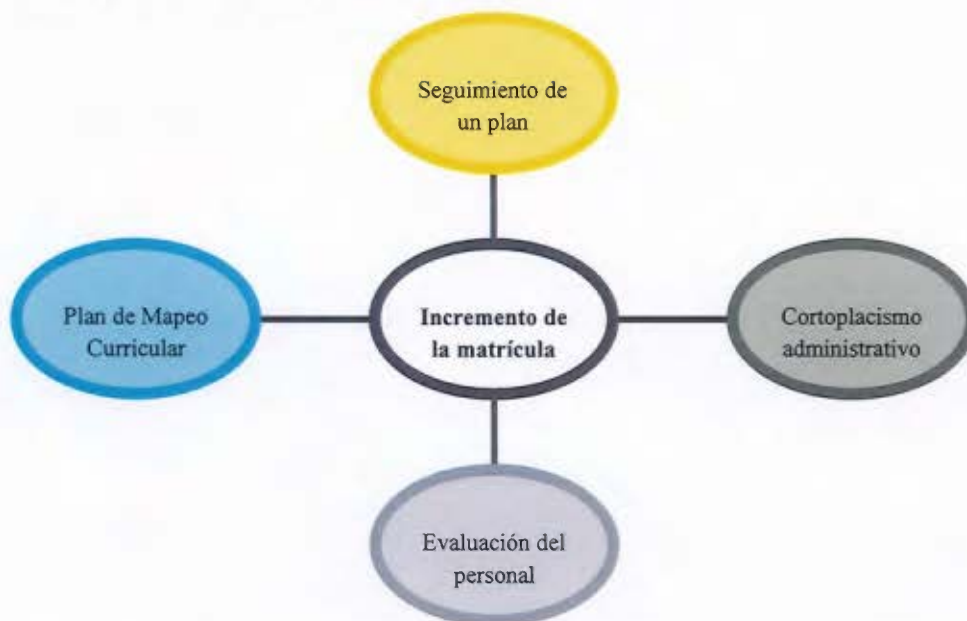 Seguimiento de
un plan
Plan de Mapeo
Curricular
Incremento de
la matrícula
Cortoplacismo
administrativo
Evaluación del
personal